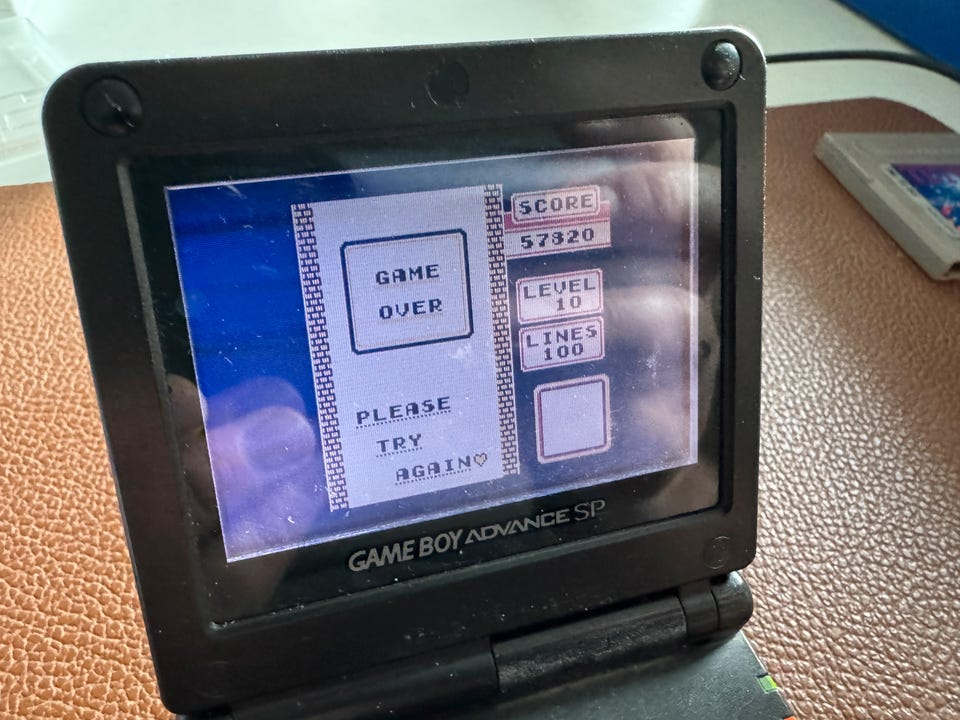 GAME
OVER
PLEASE
TRY
AGAIN♥
SCORE
57820
LEVEL
10
LINES
100
GAME BOY ADVANCE SP